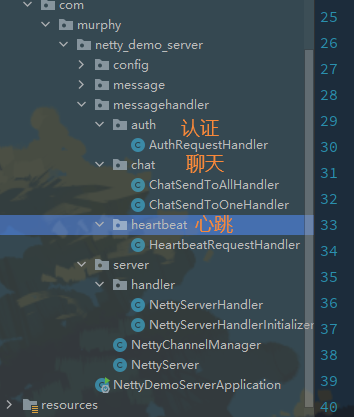 com
murphy
netty_demo_server
config
message
messagehandler
auth 认证
AuthRequestHandler
chat 聊天
ChatSendToAllHandler
ChatSendToOneHandler
heartbeat 心跳
HeartbeatRequestHandler
server
handler
NettyServerHandler
NettyServerHandlerInitializer
NettyChannelManager
NettyServer
NettyDemoServerApplication
resources
25
26
27
28
29
30
31
32
33
34
35
36
37
38
39
40